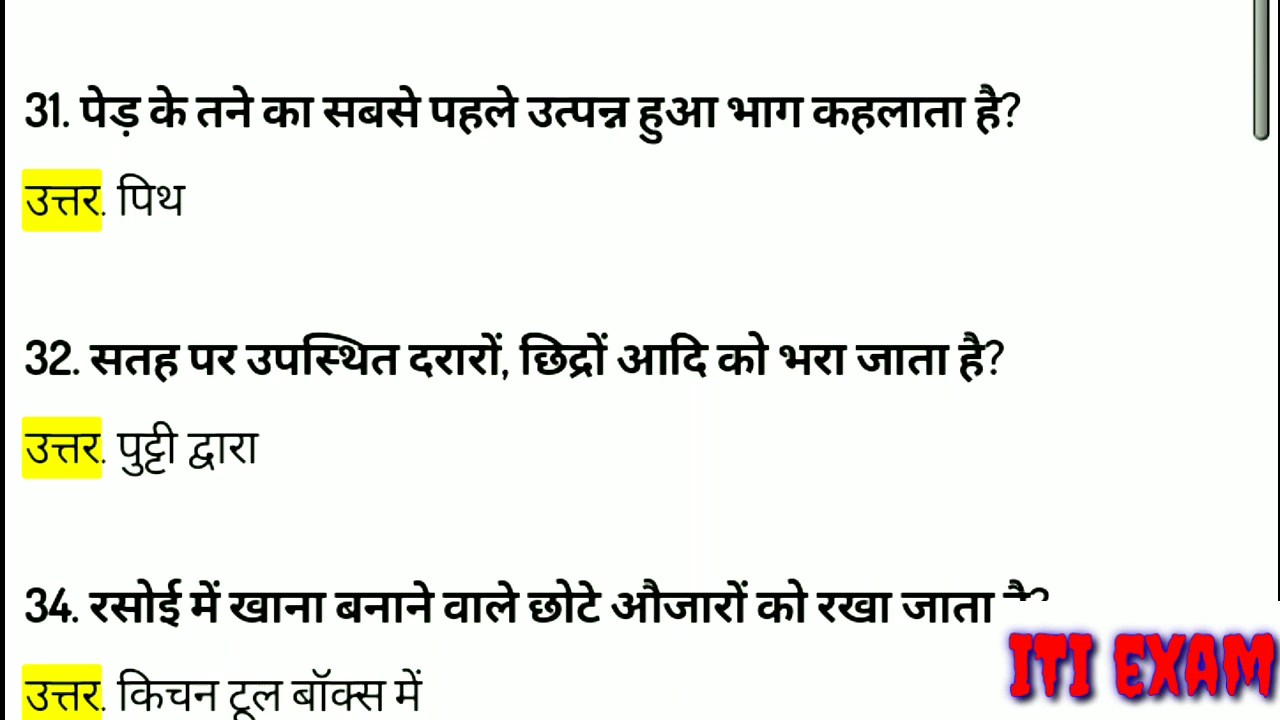 31. पेड़ के तने का सबसे पहले उत्पन्न हुआ भाग कहलाता है?
उत्तर. पिथ
32. सतह पर उपस्थित दरारों, छिद्रों आदि को भरा जाता है?
उत्तर. पुट्टी द्वारा
34. रसोई में खाना बनाने वाले छोटे औजारों को रखा जाता है?
उत्तर. किचन टूल बॉक्स में
ITI EXAM